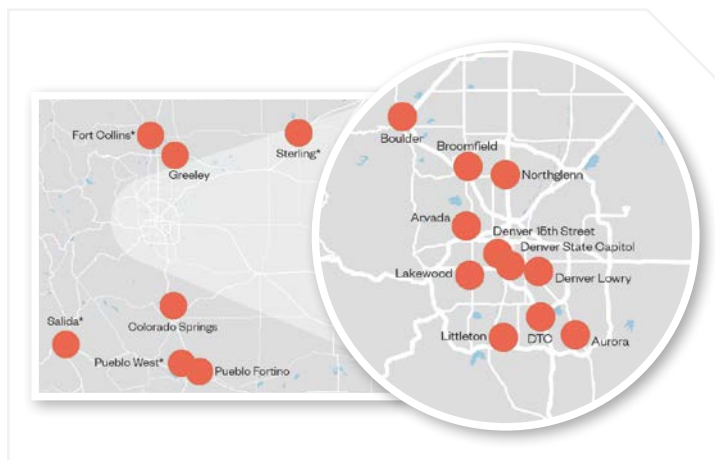 Fort Collins*
Sterling*
Greeley
Colorado Springs
Salida*
Pueblo West*
Pueblo Fortino
Boulder
Broomfield
Northglenn
Arvada
Denver 15th Street
Denver State Capitol
Lakewood
Denver Lowry
Littleton
DTC
Aurora